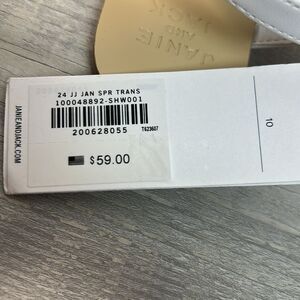 JANIE
AND
JACK
24 JJ JAN SPR TRANS
100048892-SHW001
200628055
T623607
$59.00
JANIEANDJACK.COM
10